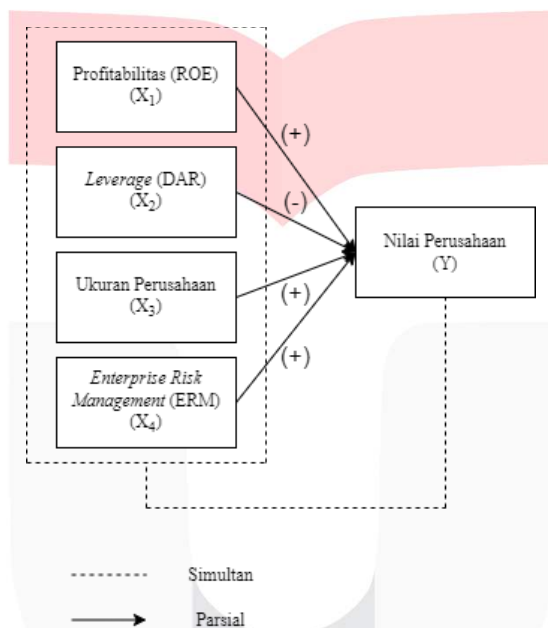 Profitabilitas (ROE)
(X₁)
(+)
Leverage (DAR)
(X₂)
(-)
Nilai Perusahaan
(Y)
Ukuran Perusahaan
(X₃)
(+)
Enterprise Risk
Management (ERM)
(X₄)
(+)
Simultan
Parsial